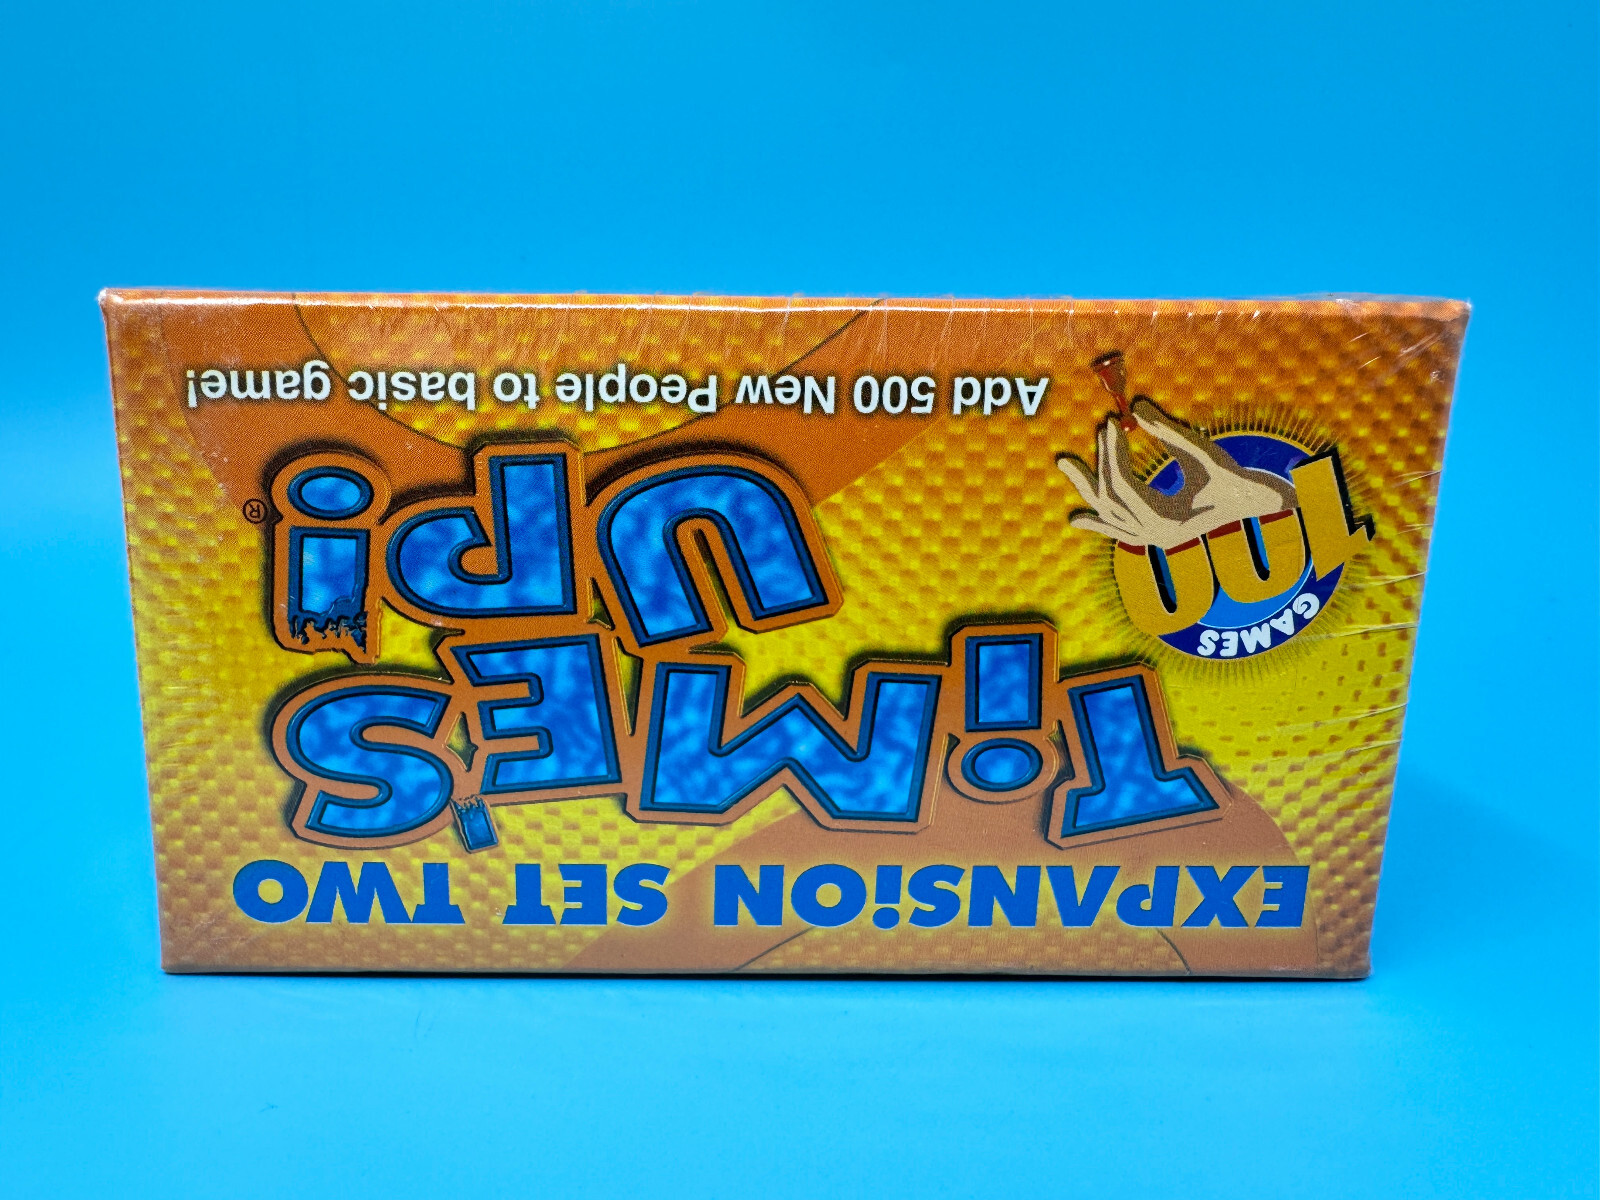 EXPANSiON SET TWO
TiME'S
UP!®
GAMES
100
Add 500 New People to basic game!